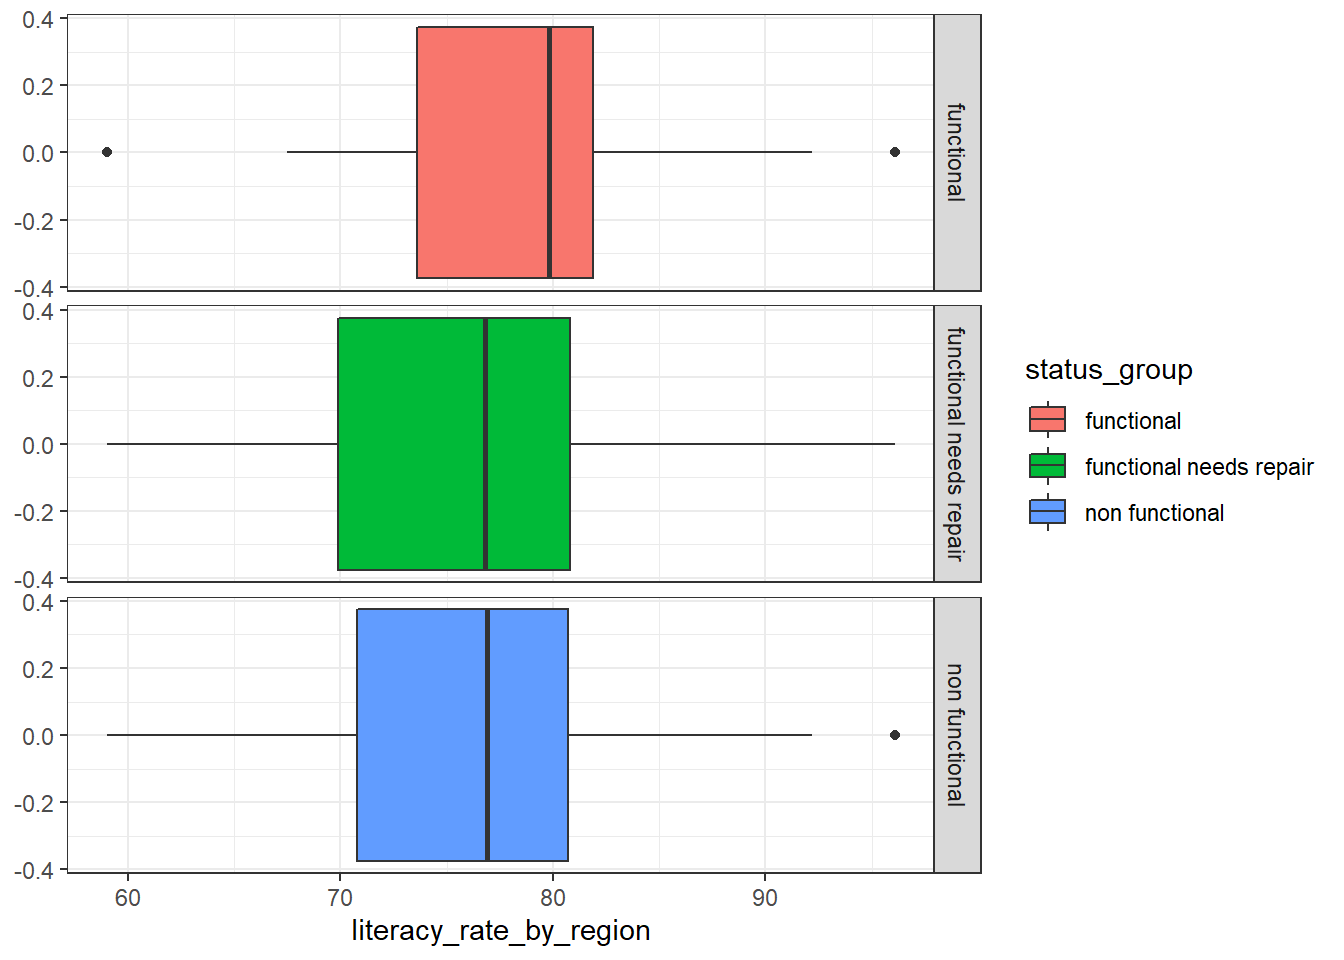 0.4
0.2
0.0
-0.2
-0.4
functional
0.4
0.2
0.0
-0.2
-0.4
functional needs repair
0.4
0.2
0.0
-0.2
-0.4
non functional
60 70 80 90
literacy_rate_by_region
status_group
functional
functional needs repair
non functional